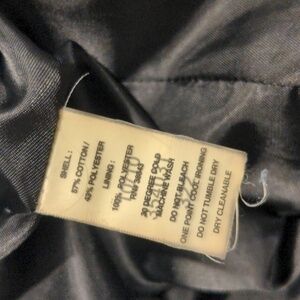 SHELL:
57% COTTON/
43% POLYESTER
LINING:
100% POLYESTER
30 DEGREE COLD
MACHINE WASH
DO NOT BLEACH
ONE POINT COOL IRONING
DO NOT TUMBLE DRY
DRY CLEANABLE